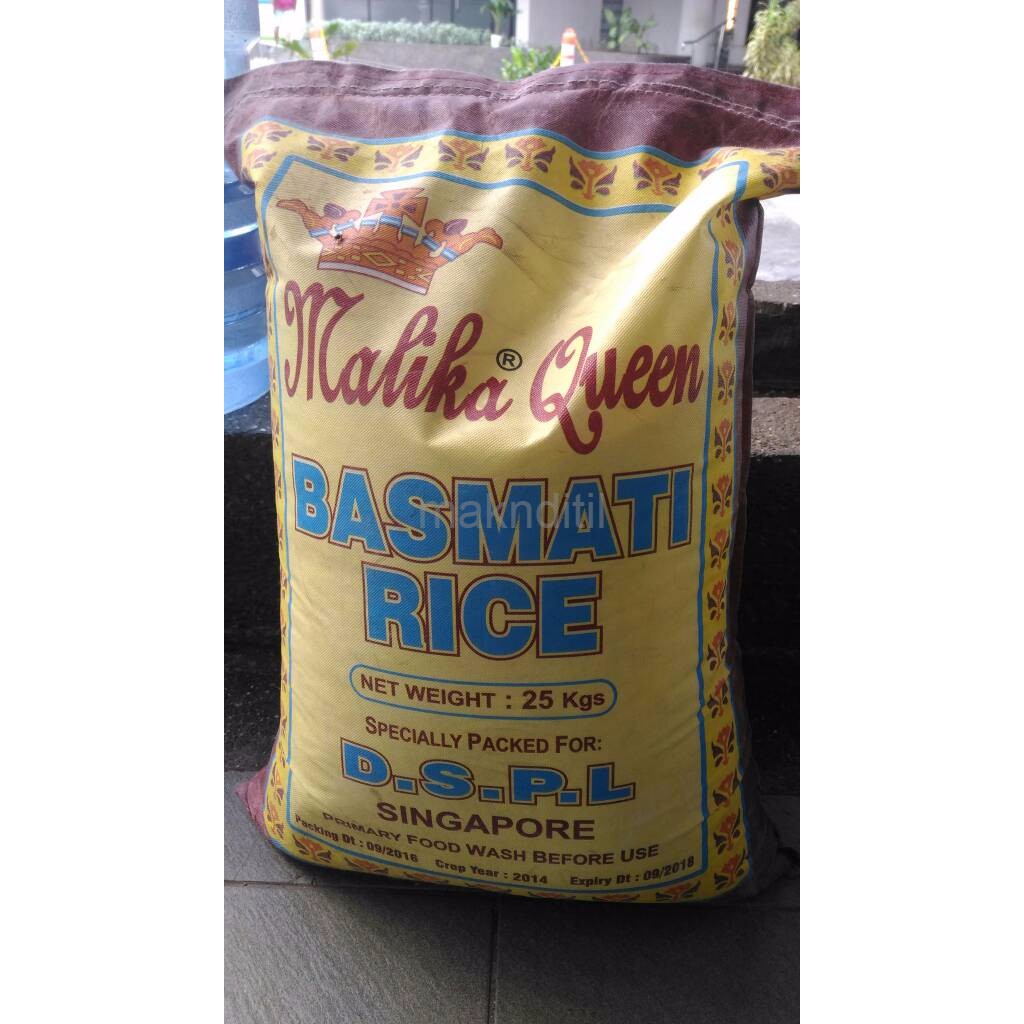 Malika® Queen
BASMATI
RICE
NET WEIGHT : 25 Kgs
SPECIALLY PACKED FOR:
D.S.P.L
SINGAPORE
PRIMARY FOOD WASH BEFORE USE
Packing Dt : 09/2016 Crop Year : 2014 Expiry Dt : 09/2018
maknditil